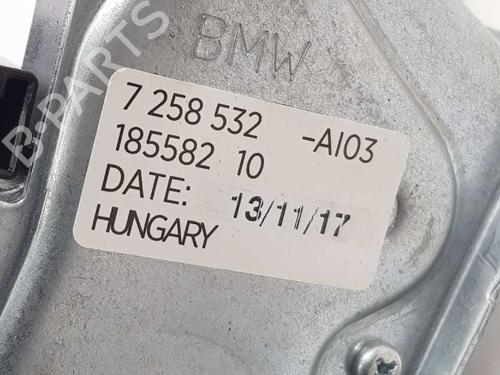 BMW
7 258 532 -AI03
185582 10
DATE: 13/11/17
HUNGARY
B-PARTS